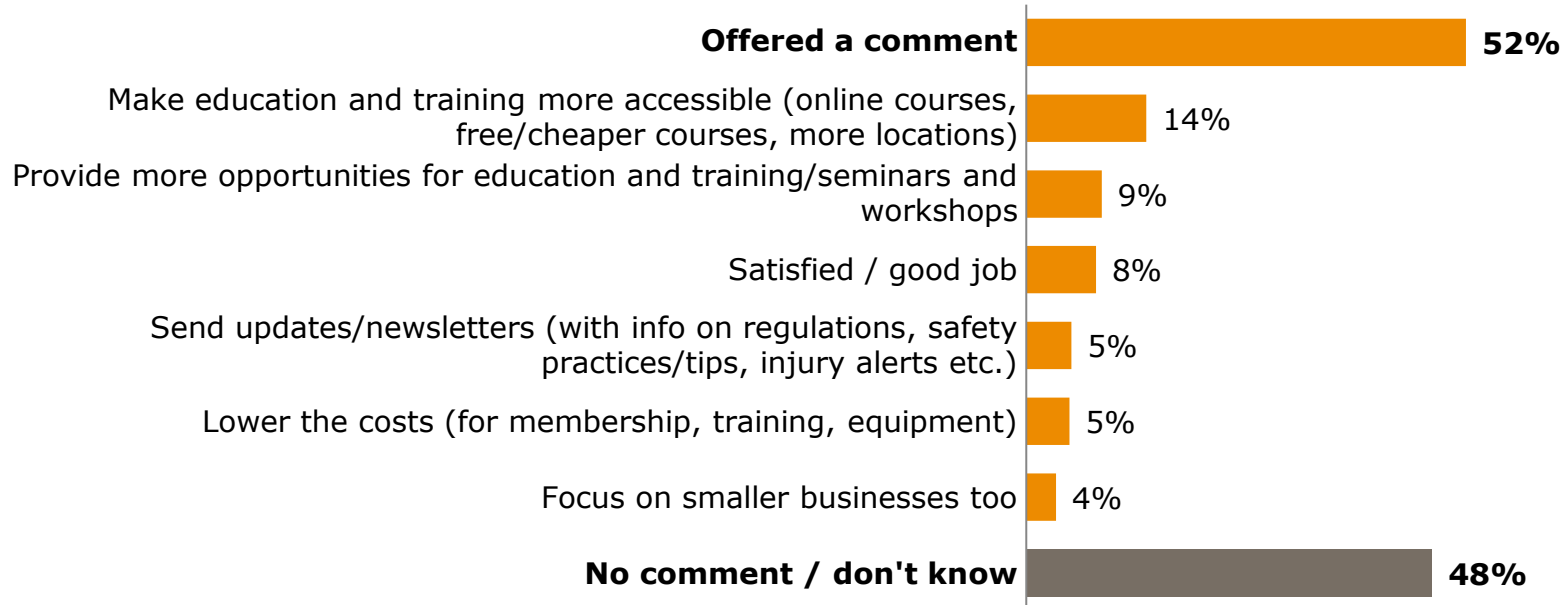 Offered a comment 52%
Make education and training more accessible (online courses,
free/cheaper courses, more locations) 14%
Provide more opportunities for education and training/seminars and
workshops 9%
Satisfied / good job 8%
Send updates/newsletters (with info on regulations, safety
practices/tips, injury alerts etc.) 5%
Lower the costs (for membership, training, equipment) 5%
Focus on smaller businesses too 4%
No comment / don't know 48%